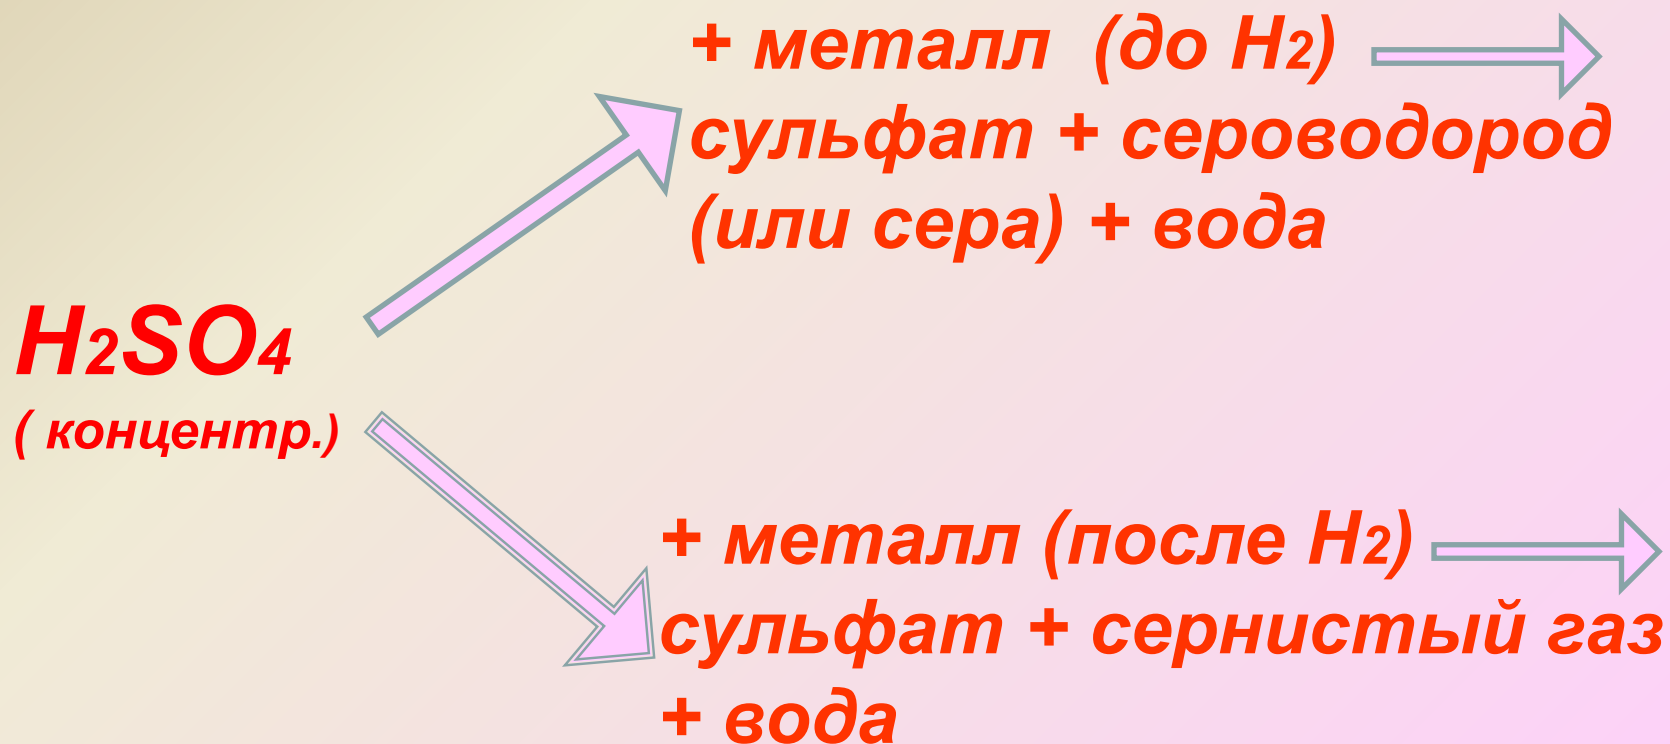 + металл (до H2)
сульфат + сероводород
(или сера) + вода
H2SO4
( концентр.)
+ металл (после H2)
сульфат + сернистый газ
+ вода